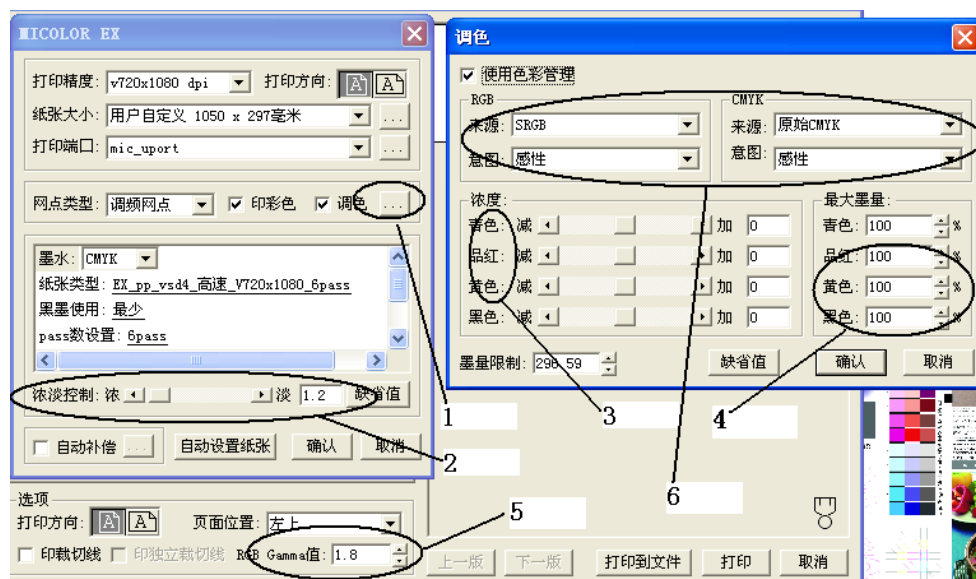 MICOLOR EX
打印精度: v720x1080 dpi 打印方向: A A
纸张大小: 用户自定义 1050 x 297毫米 ...
打印端口: mic_uport ...
网点类型: 调频网点 印彩色 调色 ...
墨水: CMYK
纸张类型: EX_pp_vsd4_高速_V720x1080_6pass
黑墨使用: 最少
pass数设置: 6pass
浓淡控制: 浓 淡 1.2 缺省值
自动补偿 ... 自动设置纸张 确认 取消
调色
使用色彩管理
RGB
来源: SRGB
意图: 感性
CMYK
来源: 原始CMYK
意图: 感性
浓度:
青色: 减 加 0
品红: 减 加 0
黄色: 减 加 0
黑色: 减 加 0
最大墨量:
青色: 100 %
品红: 100 %
黄色: 100 %
黑色: 100 %
墨量限制: 296.59 缺省值 确认 取消
1
2
3
4
5
6
选项
打印方向: A A 页面位置: 左上
印裁切线 印独立裁切线 RGB Gamma值: 1.8
上一版 下一版 打印到文件 打印 取消